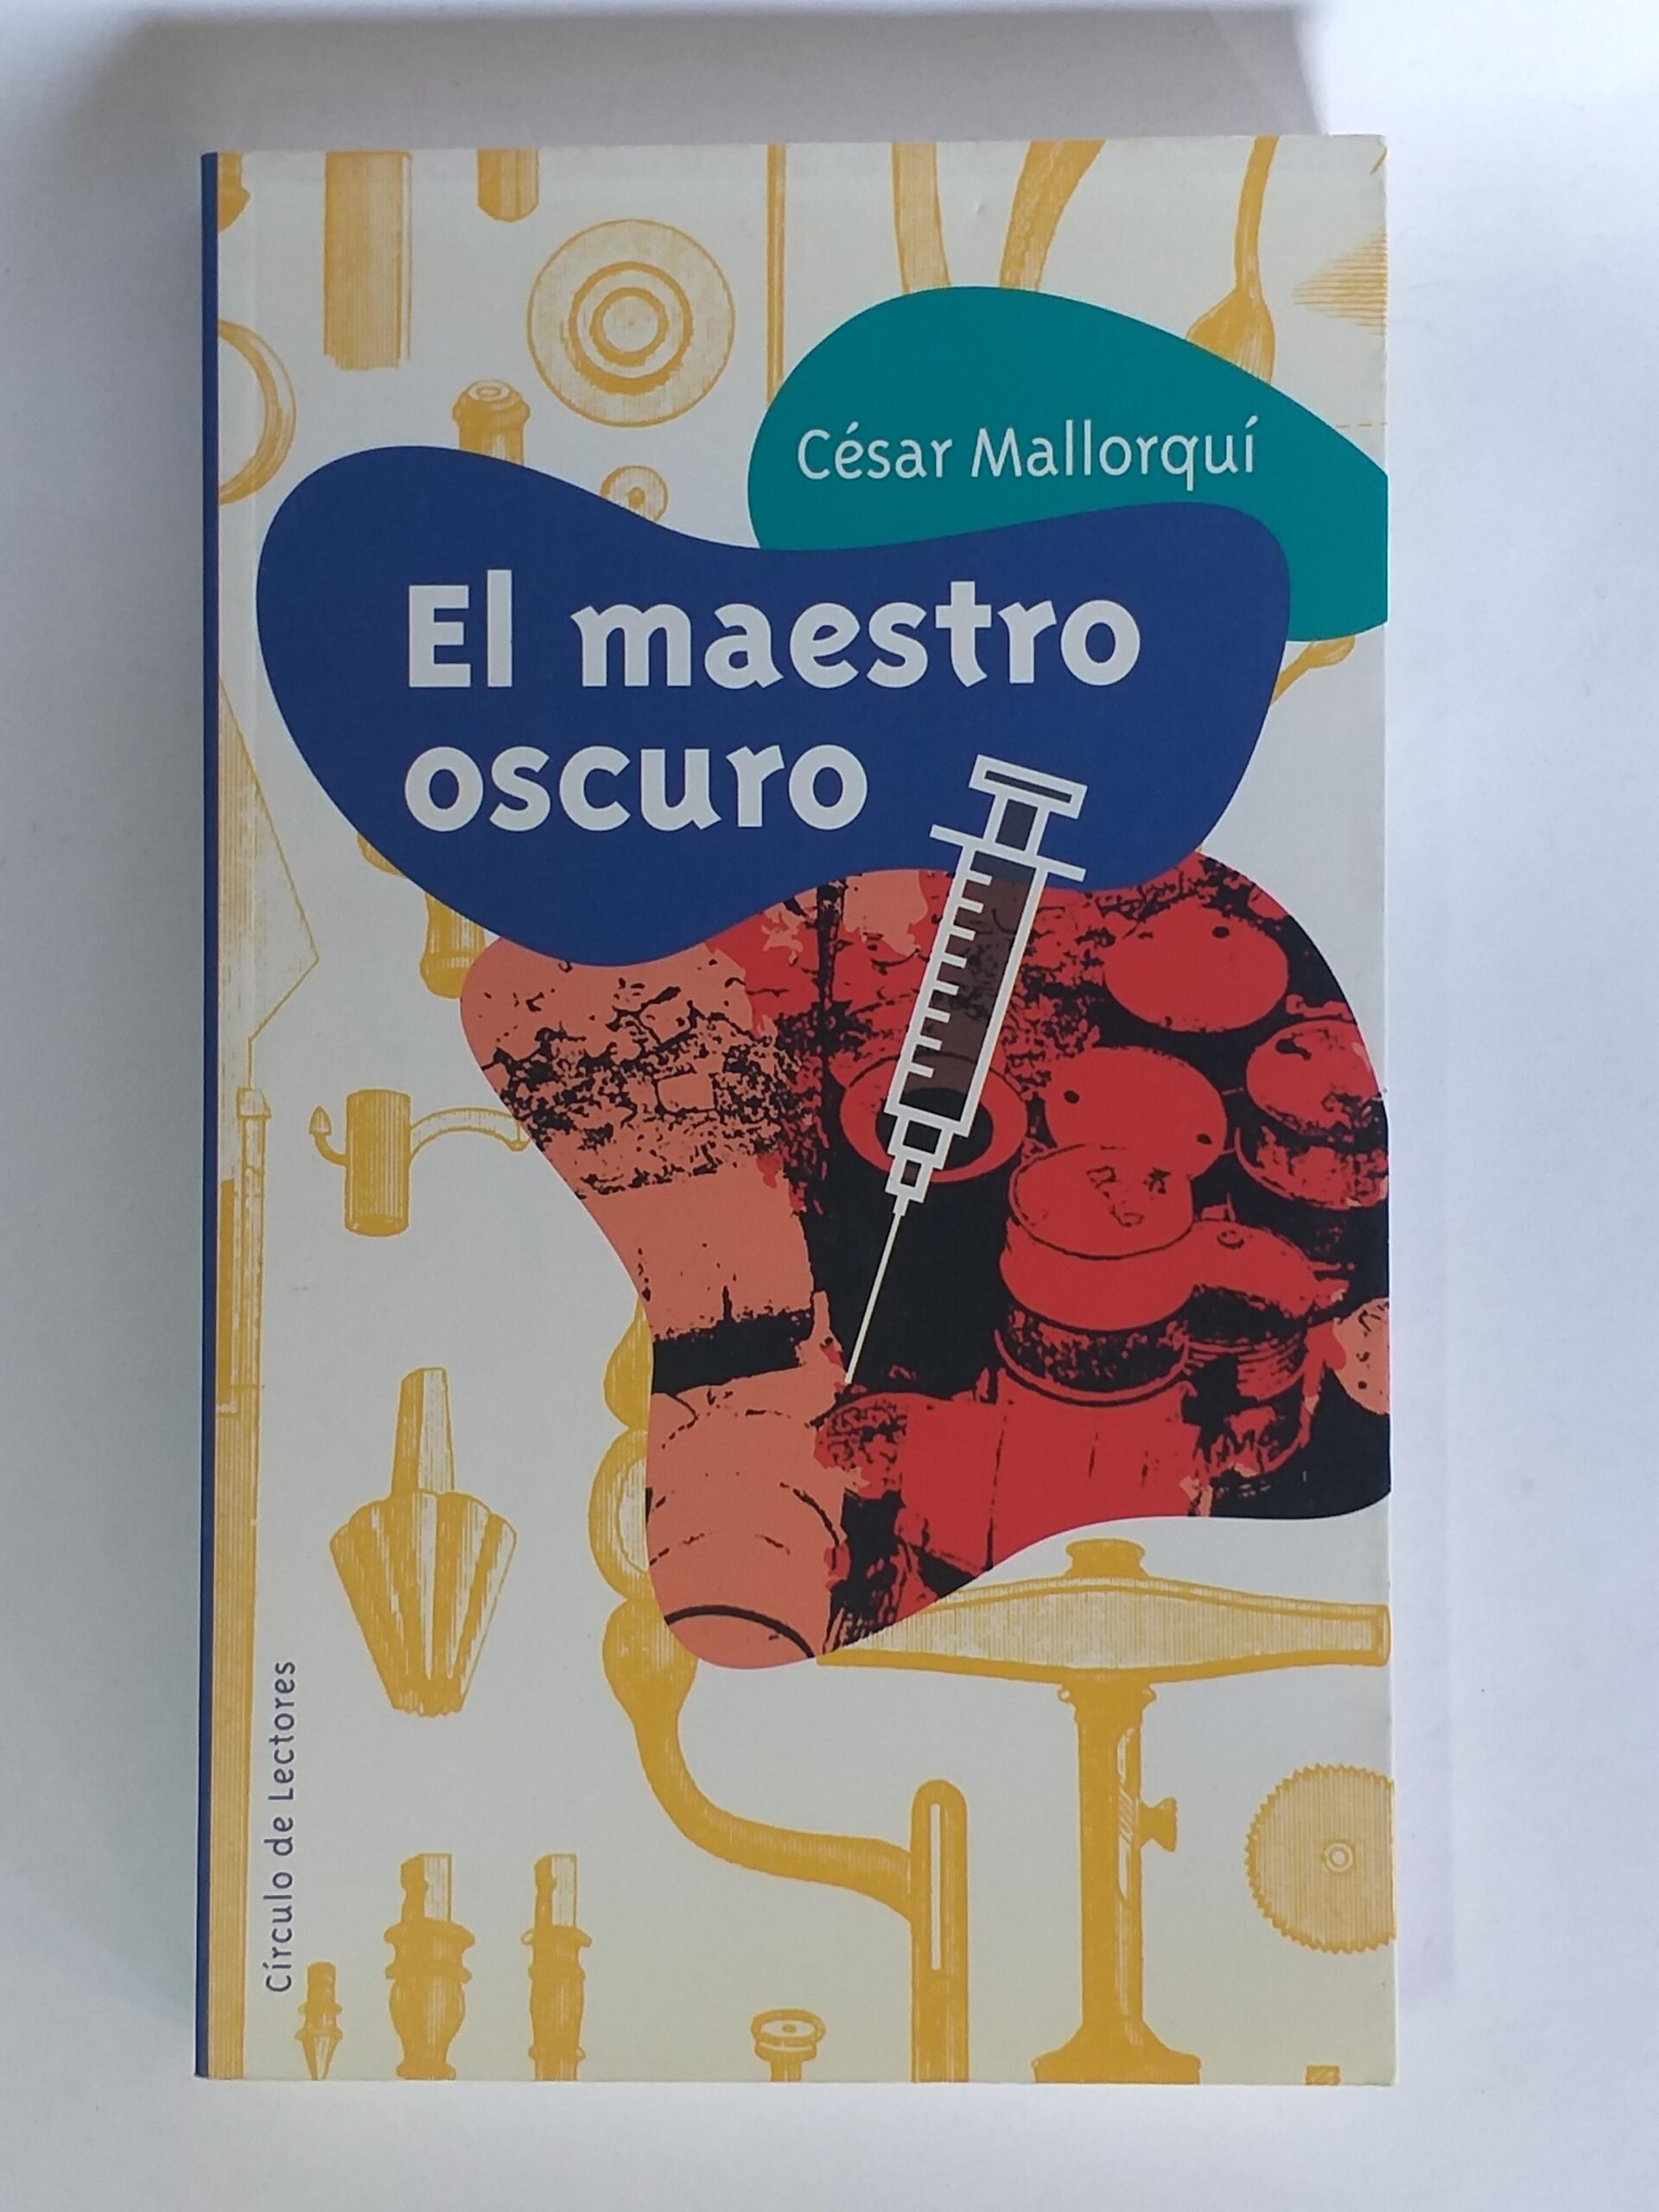 César Mallorquí
El maestro
oscuro
Círculo de Lectores